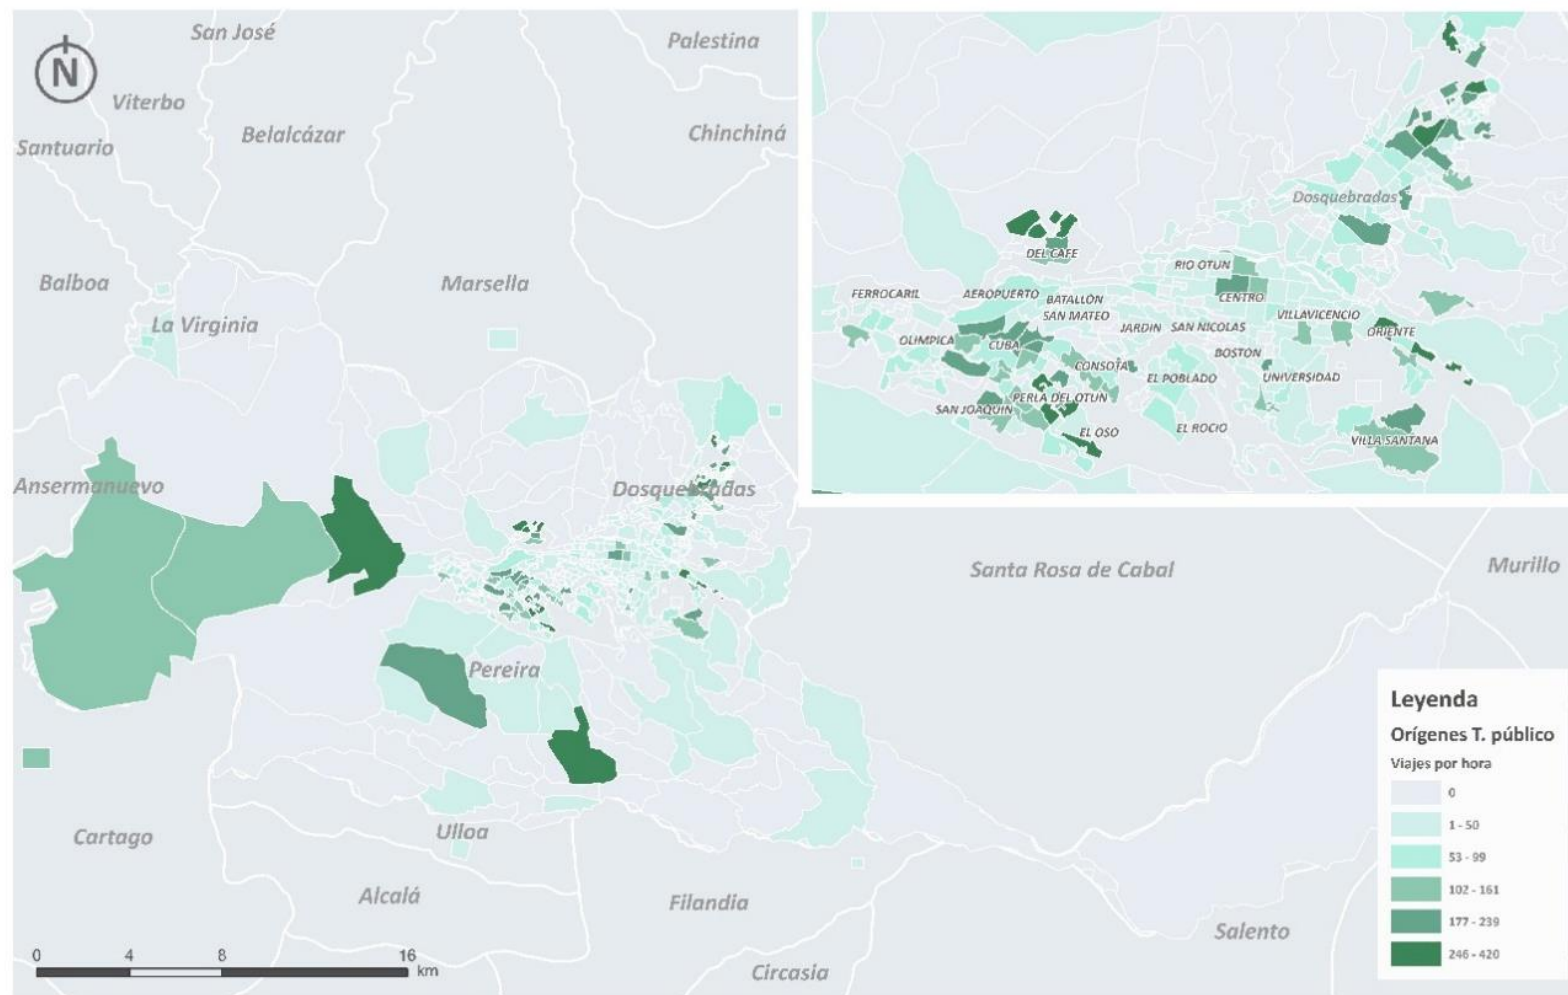 N
San José
Palestina
Viterbo
Belalcázar
Chinchiná
Santuario
Balboa
Marsella
La Virginia
Ansermanuevo
Dosquebradas
Pereira
Cartago
Ulloa
Alcalá
Filandia
Circasia
Santa Rosa de Cabal
Murillo
Salento
0 4 8 16
km
Dosquebradas
DEL CAFE
RIO OTUN
FERROCARIL
AEROPUERTO
BATALLÓN
CENTRO
SAN MATEO
VILLAVICENCIO
JARDIN
SAN NICOLAS
ORIENTE
OLIMPICA
CUBA
BOSTON
CONSOTA
EL POBLADO
UNIVERSIDAD
PERLA DEL OTUN
SAN JOAQUIN
EL OSO
EL ROCIO
VILLA SANTANA
Leyenda
Orígenes T. público
Viajes por hora
0
1 - 50
53 - 99
102 - 161
177 - 239
246 - 420